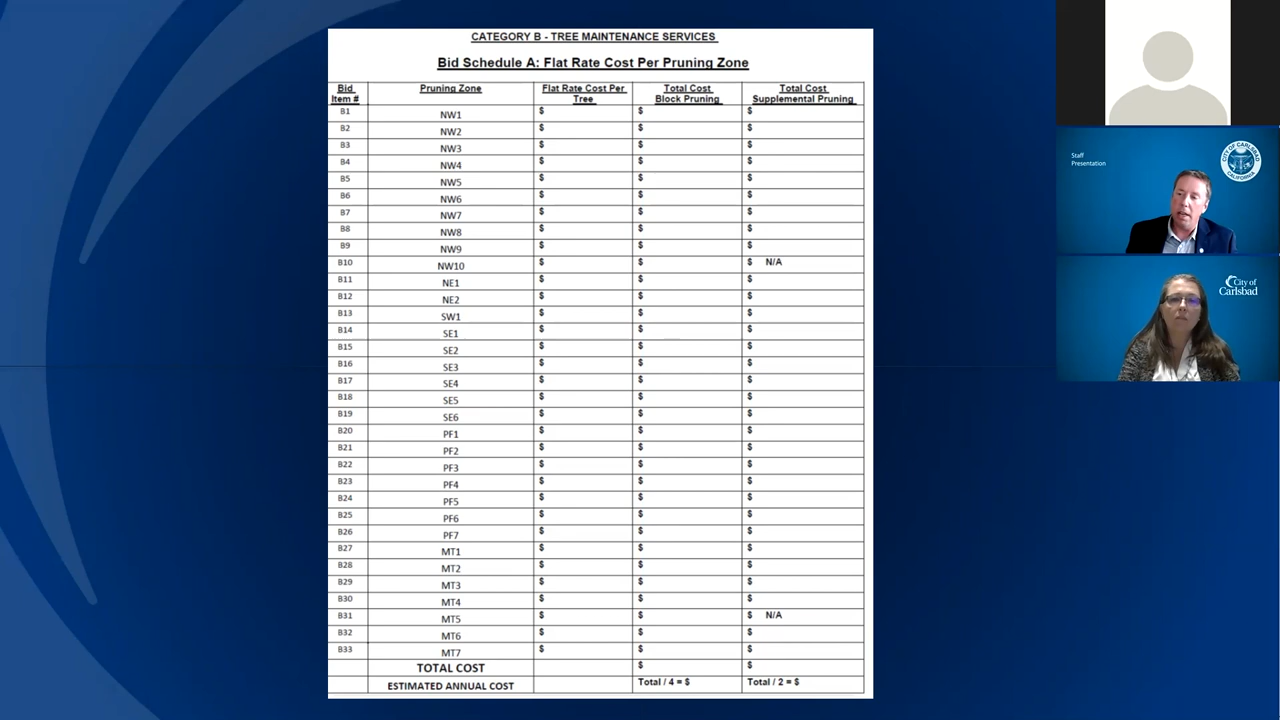 CATEGORY B - TREE MAINTENANCE SERVICES
Bid Schedule A: Flat Rate Cost Per Pruning Zone
Bid Item # Pruning Zone Flat Rate Cost Per Tree Total Cost Block Pruning Total Cost Supplemental Pruning
B1 NW1 $ $ $
B2 NW2 $ $ $
B3 NW3 $ $ $
B4 NW4 $ $ $
B5 NW5 $ $ $
B6 NW6 $ $ $
B7 NW7 $ $ $
B8 NW8 $ $ $
B9 NW9 $ $ $
B10 NW10 $ $ $ N/A
B11 NE1 $ $ $
B12 NE2 $ $ $
B13 SW1 $ $ $
B14 SE1 $ $ $
B15 SE2 $ $ $
B16 SE3 $ $ $
B17 SE4 $ $ $
B18 SE5 $ $ $
B19 SE6 $ $ $
B20 PF1 $ $ $
B21 PF2 $ $ $
B22 PF3 $ $ $
B23 PF4 $ $ $
B24 PF5 $ $ $
B25 PF6 $ $ $
B26 PF7 $ $ $
B27 MT1 $ $ $
B28 MT2 $ $ $
B29 MT3 $ $ $
B30 MT4 $ $ $
B31 MT5 $ $ $ N/A
B32 MT6 $ $ $
B33 MT7 $ $ $
TOTAL COST $ $
ESTIMATED ANNUAL COST Total / 4 = $ Total / 2 = $
Staff
Presentation
CITY OF CARLSBAD
CALIFORNIA
City of
Carlsbad